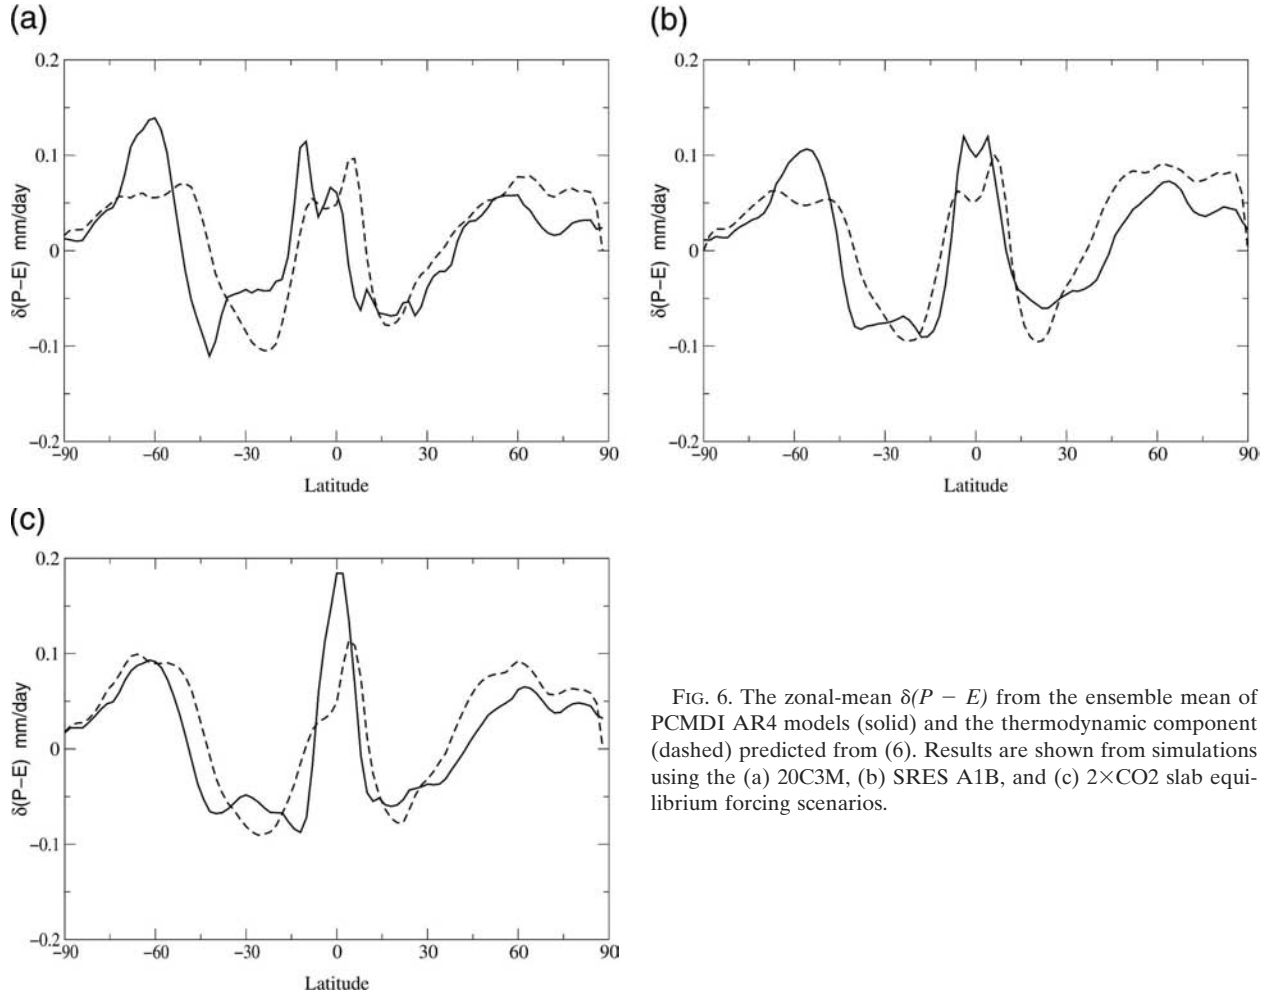 (a)
0.2
0.1
0
−0.1
−0.2
δ(P−E) mm/day
−90 −60 −30 0 30 60 90
Latitude
(b)
0.2
0.1
0
−0.1
−0.2
δ(P−E) mm/day
−90 −60 −30 0 30 60 90
Latitude
(c)
0.2
0.1
0
−0.1
−0.2
δ(P−E) mm/day
−90 −60 −30 0 30 60 90
Latitude
FIG. 6. The zonal-mean δ(P − E) from the ensemble mean of
PCMDI AR4 models (solid) and the thermodynamic component
(dashed) predicted from (6). Results are shown from simulations
using the (a) 20C3M, (b) SRES A1B, and (c) 2×CO2 slab equi-
librium forcing scenarios.